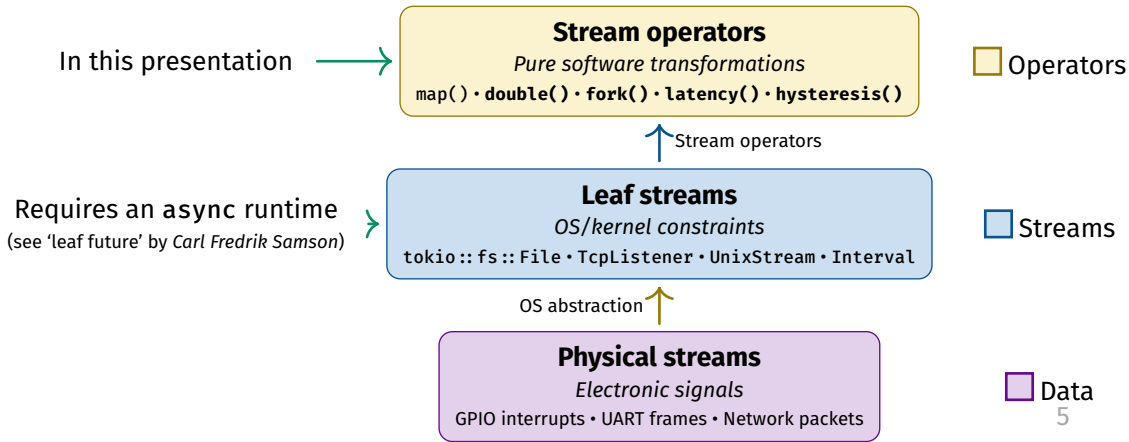 Stream operators
In this presentation
Pure software transformations
Operators
map() • double() • fork() • latency() • hysteresis()
Stream operators
Leaf streams
Requires an async runtime
OS/kernel constraints
Streams
(see ‘leaf future’ by Carl Fredrik Samson)
tokio::fs::File • TcpListener • UnixStream • Interval
OS abstraction
Physical streams
Electronic signals
Data
GPIO interrupts • UART frames • Network packets
5